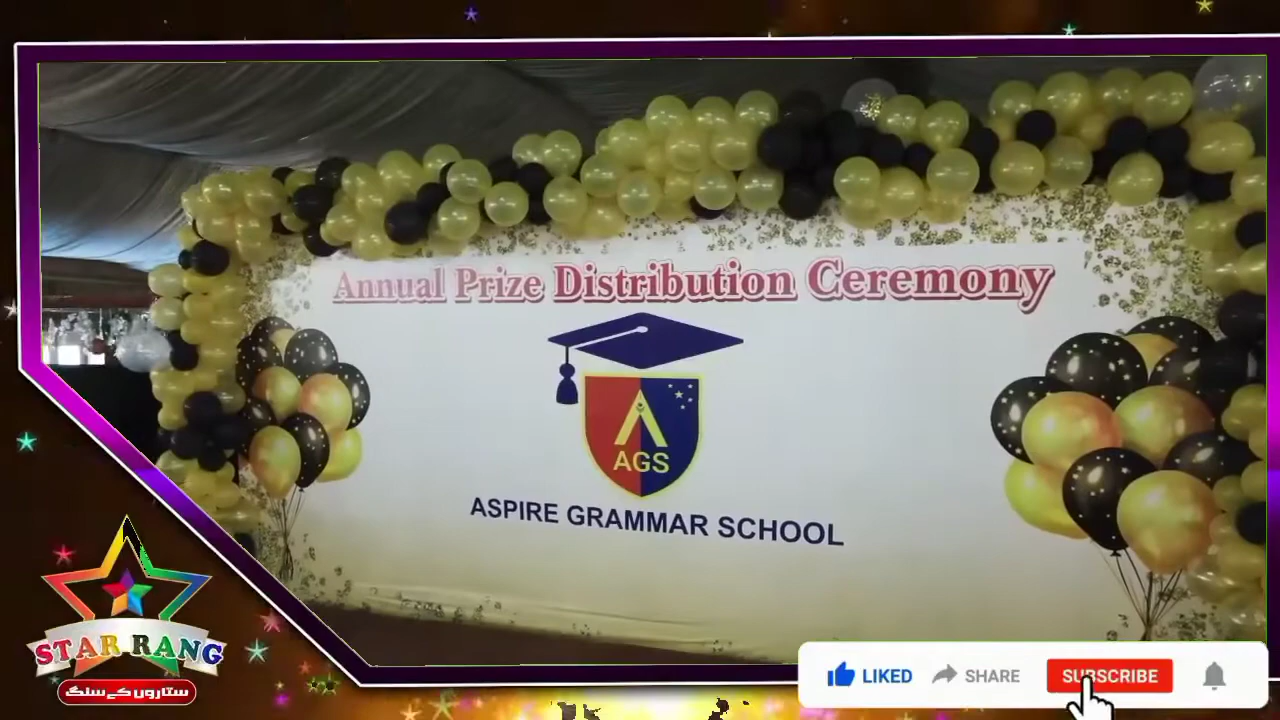 Annual Prize Distribution Ceremony
AGS
ASPIRE GRAMMAR SCHOOL
STAR RANG
ستاروں کے سنگ
LIKED
SHARE
SUBSCRIBE